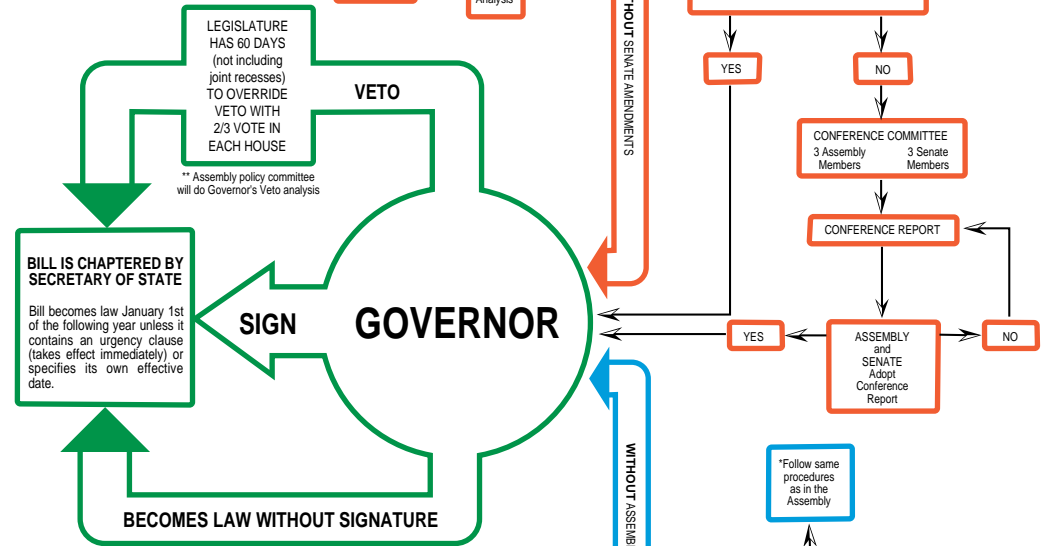 Analysis
LEGISLATURE
HAS 60 DAYS
(not including
joint recesses)
TO OVERRIDE
VETO WITH
2/3 VOTE IN
EACH HOUSE
VETO
** Assembly policy committee
will do Governor's Veto analysis
BILL IS CHAPTERED BY
SECRETARY OF STATE
Bill becomes law January 1st
of the following year unless it
contains an urgency clause
(takes effect immediately) or
specifies its own effective
date.
SIGN
GOVERNOR
BECOMES LAW WITHOUT SIGNATURE
SENATE AMENDMENTS
WITHOUT
YES
NO
CONFERENCE COMMITTEE
3 Assembly 3 Senate
Members Members
CONFERENCE REPORT
YES
ASSEMBLY
and
SENATE
Adopt
Conference
Report
NO
*Follow same
procedures
as in the
Assembly